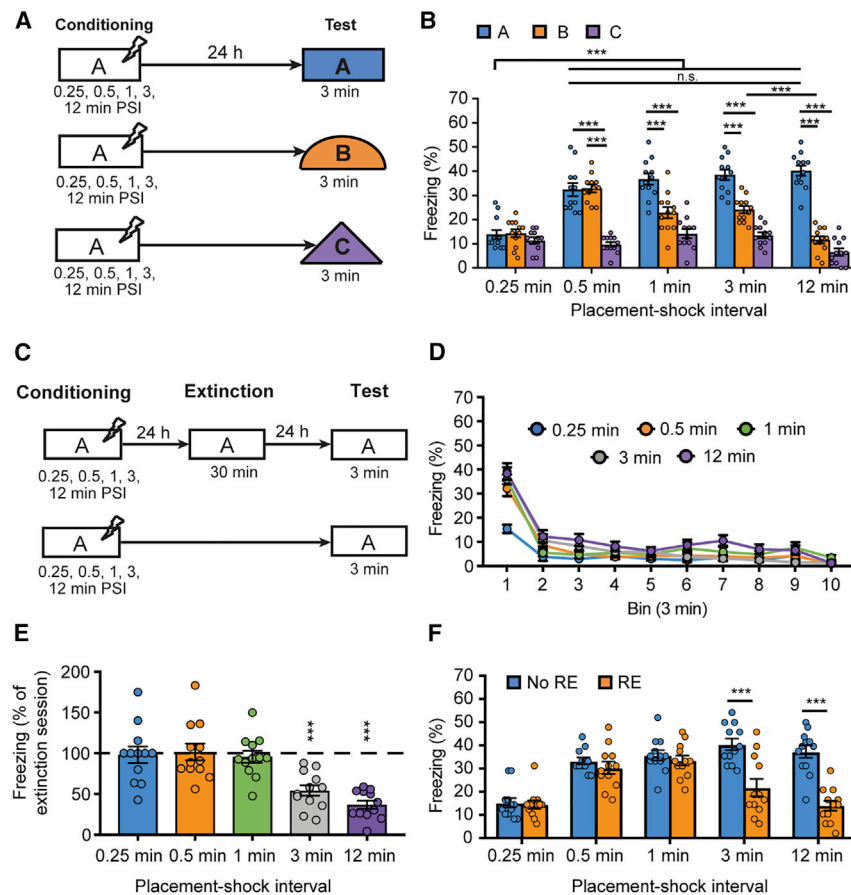 A
Conditioning
Test
A
24 h
A
0.25, 0.5, 1, 3,
12 min PSI
3 min
A
B
0.25, 0.5, 1, 3,
12 min PSI
3 min
A
C
0.25, 0.5, 1, 3,
12 min PSI
3 min
B
A B C
***
n.s.
***
*** *** *** ***
*** *** *** ***
Freezing (%)
70
60
50
40
30
20
10
0
0.25 min 0.5 min 1 min 3 min 12 min
Placement-shock interval
C
Conditioning Extinction Test
A 24 h A 24 h A
0.25, 0.5, 1, 3,
12 min PSI
30 min
3 min
A
A
0.25, 0.5, 1, 3,
12 min PSI
3 min
D
Freezing (%)
70
60
50
40
30
20
10
0
0.25 min 0.5 min 1 min
3 min 12 min
1 2 3 4 5 6 7 8 9 10
Bin (3 min)
E
Freezing (% of
extinction session)
200
150
100
50
0
*** ***
0.25 min 0.5 min 1 min 3 min 12 min
Placement-shock interval
F
Freezing (%)
70
60
50
40
30
20
10
0
No RE RE
*** ***
0.25 min 0.5 min 1 min 3 min 12 min
Placement-shock interval